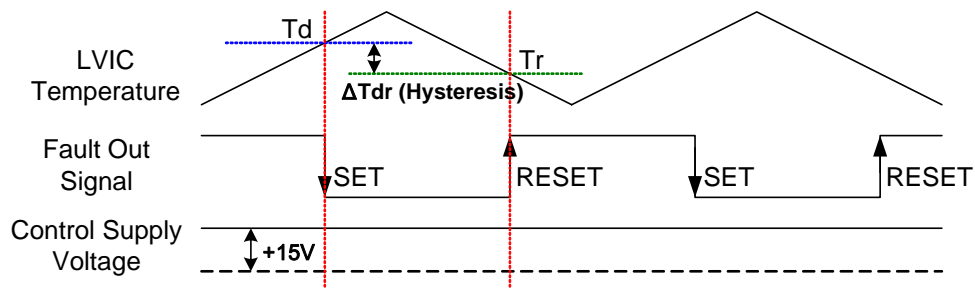 Td
LVIC
Temperature
Tr
ΔTdr (Hysteresis)
Fault Out
Signal
SET
RESET
SET
RESET
Control Supply
Voltage
+15V